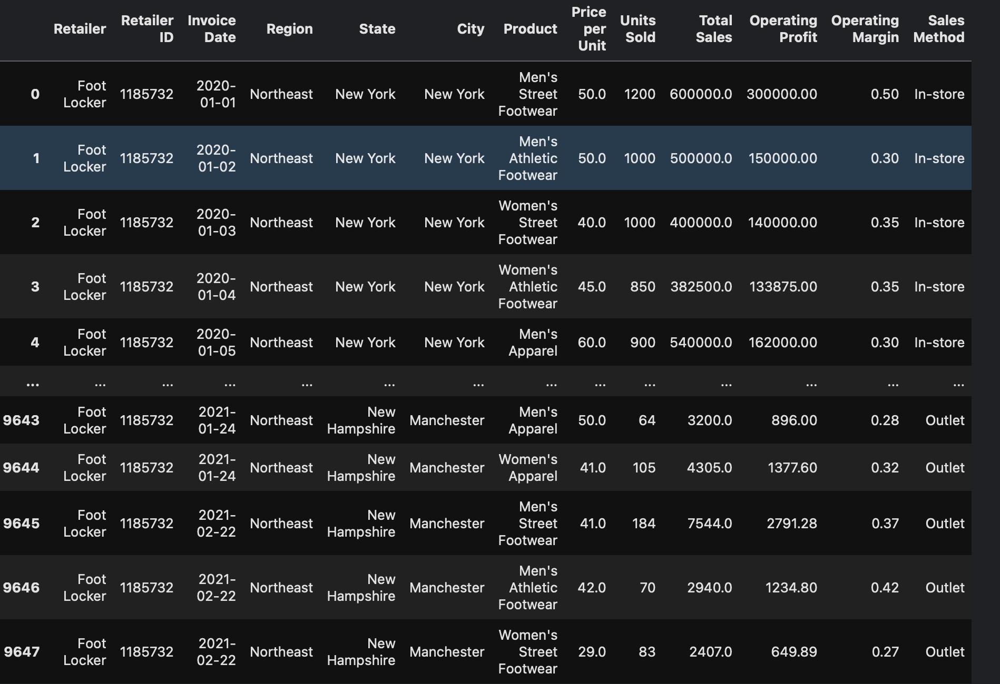 Retailer Retailer ID Invoice Date Region State City Product Price per Unit Units Sold Total Sales Operating Profit Operating Margin Sales Method
0 Foot Locker 1185732 2020-01-01 Northeast New York New York Men's Street Footwear 50.0 1200 600000.0 300000.00 0.50 In-store
1 Foot Locker 1185732 2020-01-02 Northeast New York New York Men's Athletic Footwear 50.0 1000 500000.0 150000.00 0.30 In-store
2 Foot Locker 1185732 2020-01-03 Northeast New York New York Women's Street Footwear 40.0 1000 400000.0 140000.00 0.35 In-store
3 Foot Locker 1185732 2020-01-04 Northeast New York New York Women's Athletic Footwear 45.0 850 382500.0 133875.00 0.35 In-store
4 Foot Locker 1185732 2020-01-05 Northeast New York New York Men's Apparel 60.0 900 540000.0 162000.00 0.30 In-store
... ... ... ... ... ... ... ... ... ... ... ... ... ...
9643 Foot Locker 1185732 2021-01-24 Northeast New Hampshire Manchester Men's Apparel 50.0 64 3200.0 896.00 0.28 Outlet
9644 Foot Locker 1185732 2021-01-24 Northeast New Hampshire Manchester Women's Apparel 41.0 105 4305.0 1377.60 0.32 Outlet
9645 Foot Locker 1185732 2021-02-22 Northeast New Hampshire Manchester Men's Street Footwear 41.0 184 7544.0 2791.28 0.37 Outlet
9646 Foot Locker 1185732 2021-02-22 Northeast New Hampshire Manchester Men's Athletic Footwear 42.0 70 2940.0 1234.80 0.42 Outlet
9647 Foot Locker 1185732 2021-02-22 Northeast New Hampshire Manchester Women's Street Footwear 29.0 83 2407.0 649.89 0.27 Outlet